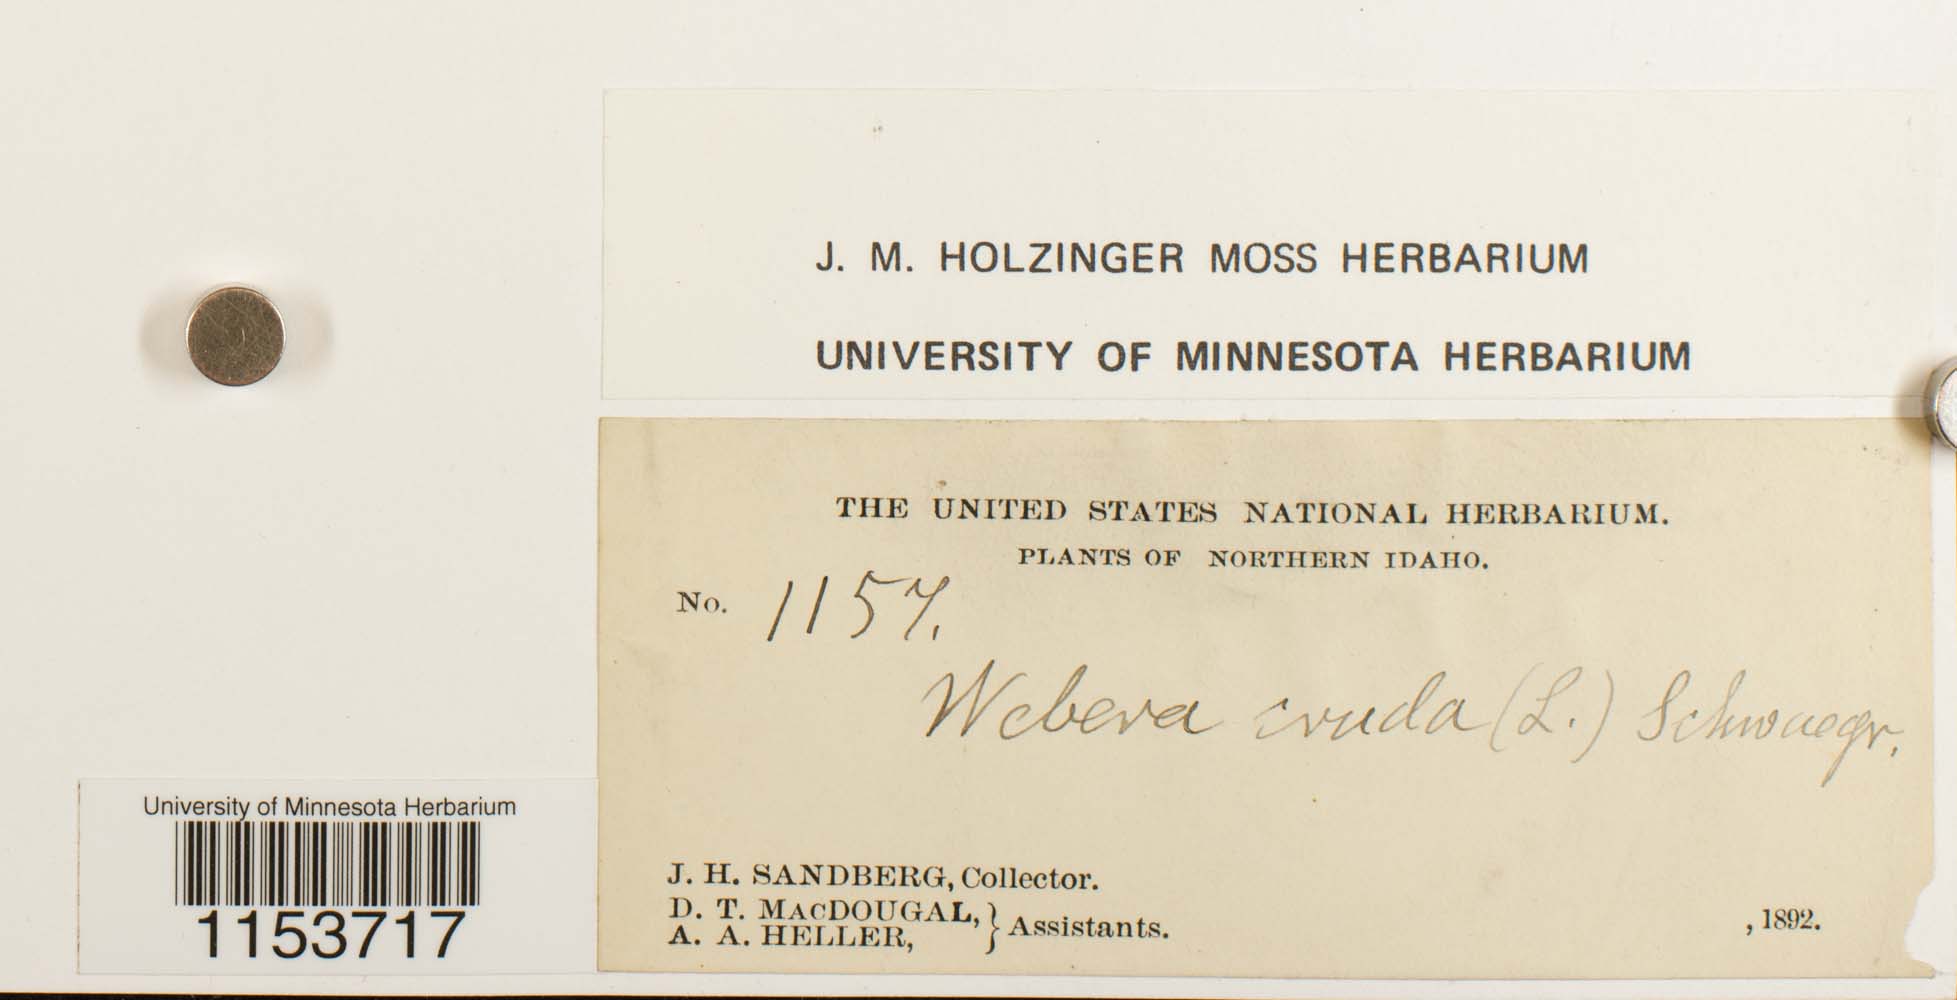 J. M. HOLZINGER MOSS HERBARIUM
UNIVERSITY OF MINNESOTA HERBARIUM
THE UNITED STATES NATIONAL HERBARIUM.
PLANTS OF NORTHERN IDAHO.
No. 1157.
Webera cruda (L.) Schwaegr.
J. H. SANDBERG, Collector.
D. T. MACDOUGAL,
A. A. HELLER, } Assistants.
, 1892.
University of Minnesota Herbarium
1153717